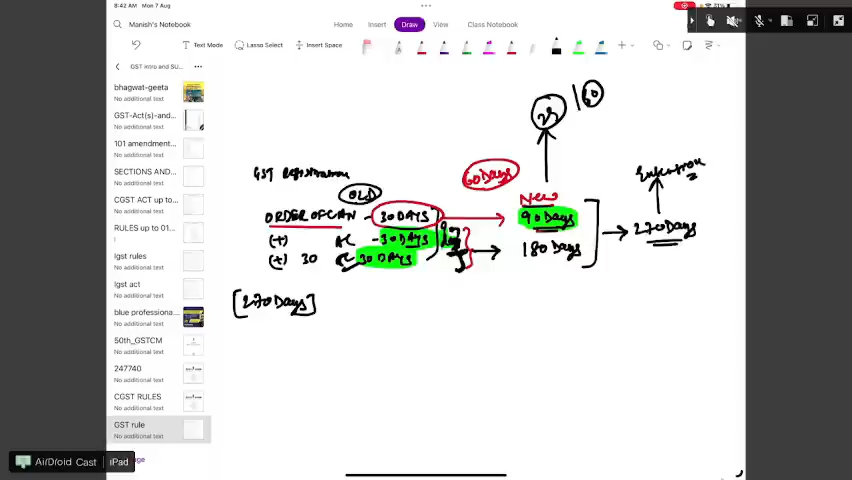 8:42 AM Mon 7 Aug
51%
Manish's Notebook
Home Insert Draw View Class Notebook
Text Mode Lasso Select Insert Space
GST intro and SU...
bhagwat-geeta
No additional text
GST-Act(s)-and...
No additional text
101 amendment...
No additional text
SECTIONS AND...
No additional text
CGST ACT up to...
No additional text
RULES up to 01...
No additional text
Igst rules
No additional text
Igst act
No additional text
blue professiona...
No additional text
50th_GSTCM
No additional text
247740
No additional text
CGST RULES
No additional text
GST rule
No additional text
AirDroid Cast iPad
GST Registration
OLD
ORDER OF CAN - 30 DAYS
(+) AC - 30 DAYS
(+) 30 30 DAYS
[270 Days]
60 Days
New
90 Days
180 Days
270 Days